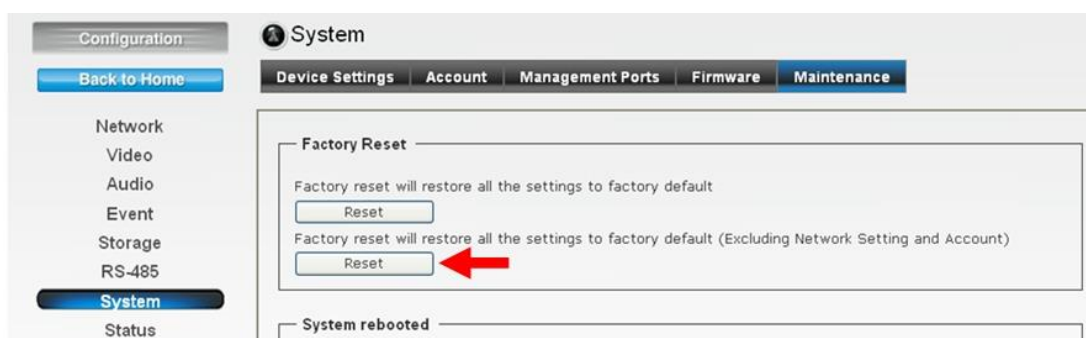 Configuration
Back to Home
Network
Video
Audio
Event
Storage
RS-485
System
Status
System
Device Settings Account Management Ports Firmware Maintenance
Factory Reset
Factory reset will restore all the settings to factory default
Reset
Factory reset will restore all the settings to factory default (Excluding Network Setting and Account)
Reset
System rebooted